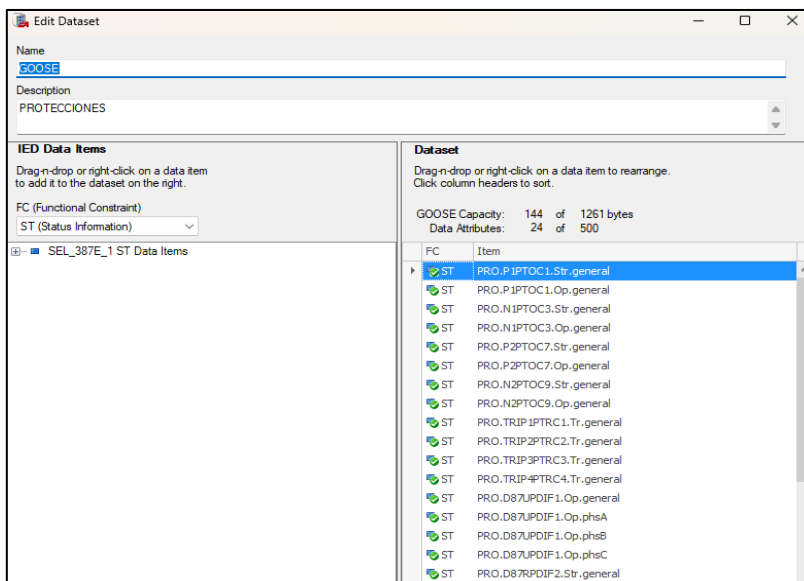 Edit Dataset
Name
GOOSE
Description
PROTECCIONES
IED Data Items
Drag-n-drop or right-click on a data item
to add it to the dataset on the right.
FC (Functional Constraint)
ST (Status Information)
SEL_387E_1 ST Data Items
Dataset
Drag-n-drop or right-click on a data item to rearrange.
Click column headers to sort.
GOOSE Capacity: 144 of 1261 bytes
Data Attributes: 24 of 500
FC Item
ST PRO.P1PTOC1.Str.general
ST PRO.P1PTOC1.Op.general
ST PRO.N1PTOC3.Str.general
ST PRO.N1PTOC3.Op.general
ST PRO.P2PTOC7.Str.general
ST PRO.P2PTOC7.Op.general
ST PRO.N2PTOC9.Str.general
ST PRO.N2PTOC9.Op.general
ST PRO.TRIP1PTRC1.Tr.general
ST PRO.TRIP2PTRC2.Tr.general
ST PRO.TRIP3PTRC3.Tr.general
ST PRO.TRIP4PTRC4.Tr.general
ST PRO.D87UPDIF1.Op.general
ST PRO.D87UPDIF1.Op.phsA
ST PRO.D87UPDIF1.Op.phsB
ST PRO.D87UPDIF1.Op.phsC
ST PRO.D87RPDIF2.Str.general